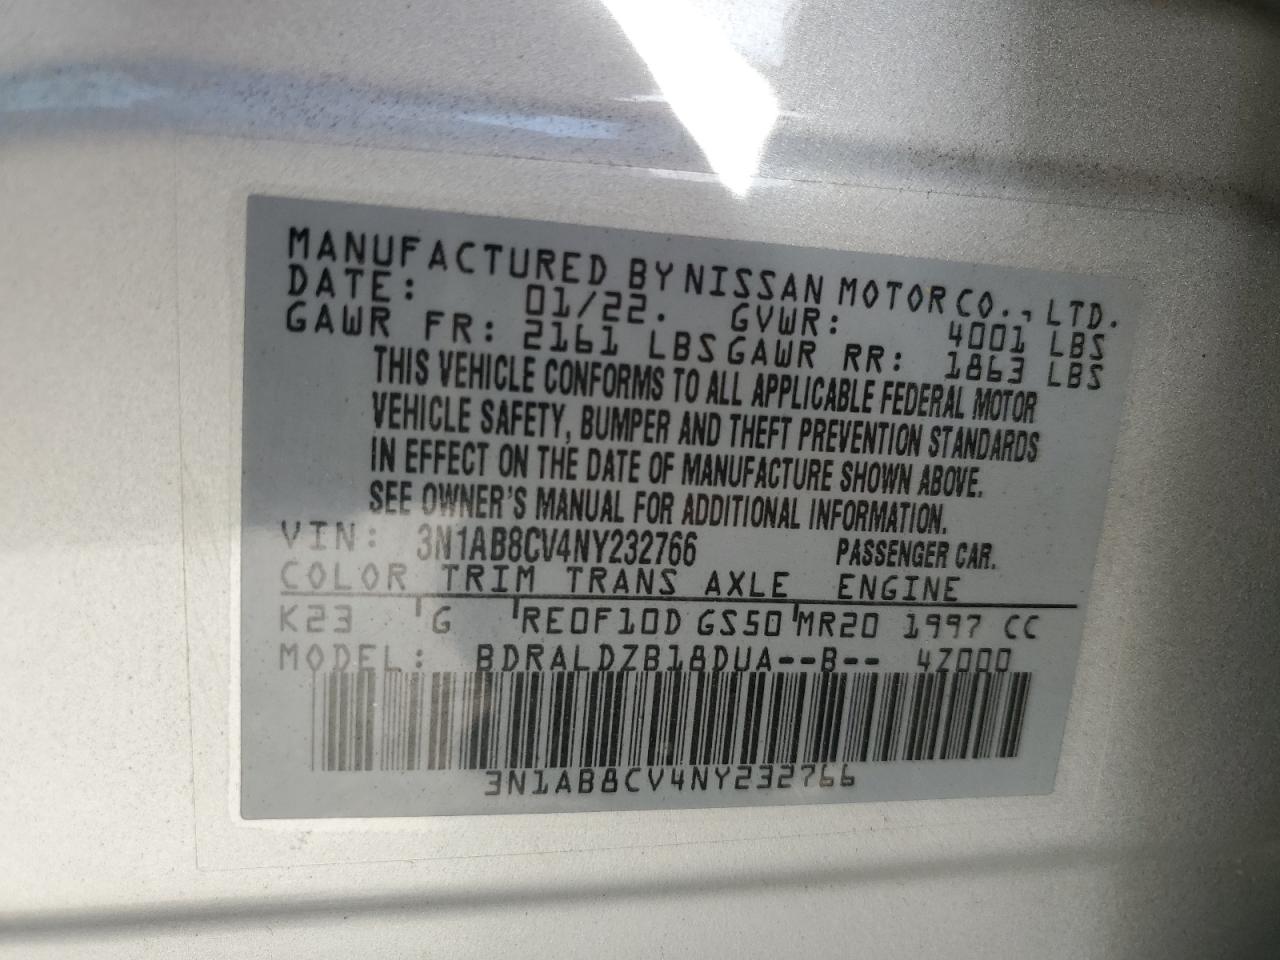 MANUFACTURED BY NISSAN MOTOR CO., LTD.
DATE: 01/22. GVWR: 4001 LBS
GAWR FR: 2161 LBS GAWR RR: 1863 LBS
THIS VEHICLE CONFORMS TO ALL APPLICABLE FEDERAL MOTOR
VEHICLE SAFETY, BUMPER AND THEFT PREVENTION STANDARDS
IN EFFECT ON THE DATE OF MANUFACTURE SHOWN ABOVE.
SEE OWNER'S MANUAL FOR ADDITIONAL INFORMATION.
VIN: 3N1AB8CV4NY232766 PASSENGER CAR.
COLOR TRIM TRANS AXLE ENGINE
K23 'G 'RE0F10D GS50'MR20 1997 CC
MODEL: BDRALDZB18DUA--B-- 4Z000
3N1AB8CV4NY232766